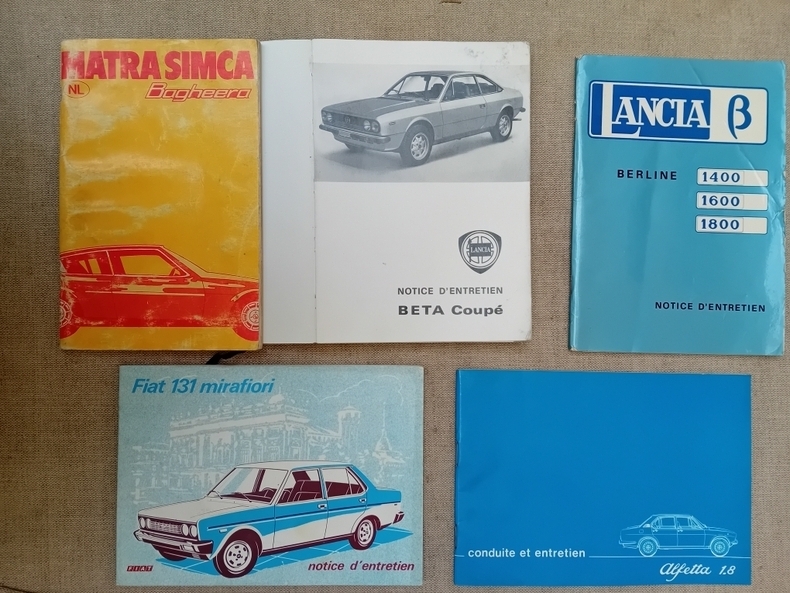 MATRA SIMCA
NL
Bagheera
LANCIA
NOTICE D'ENTRETIEN
BETA Coupé
LANCIA β
BERLINE 1400
1600
1800
NOTICE D'ENTRETIEN
Fiat 131 mirafiori
FIAT
notice d'entretien
conduite et entretien
Alfetta 1.8